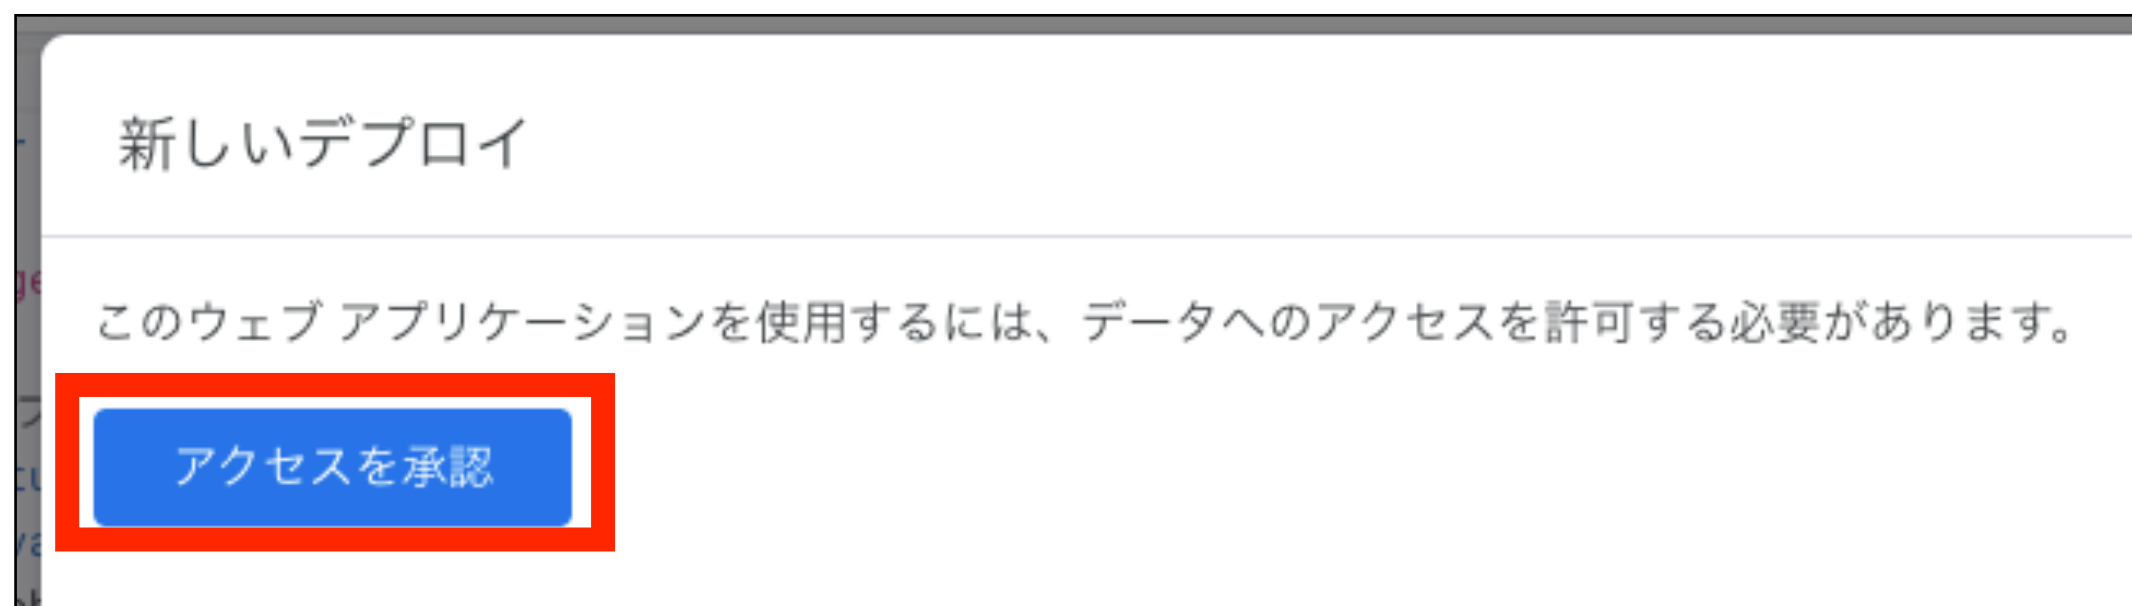 新しいデプロイ
このウェブ アプリケーションを使用するには、データへのアクセスを許可する必要があります。
アクセスを承認